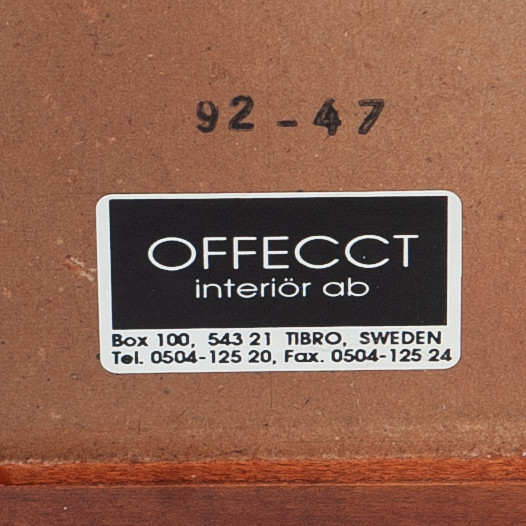 92-47
OFFECCT
interiör ab
Box 100, 543 21 TIBRO, SWEDEN
Tel. 0504-125 20, Fax. 0504-125 24